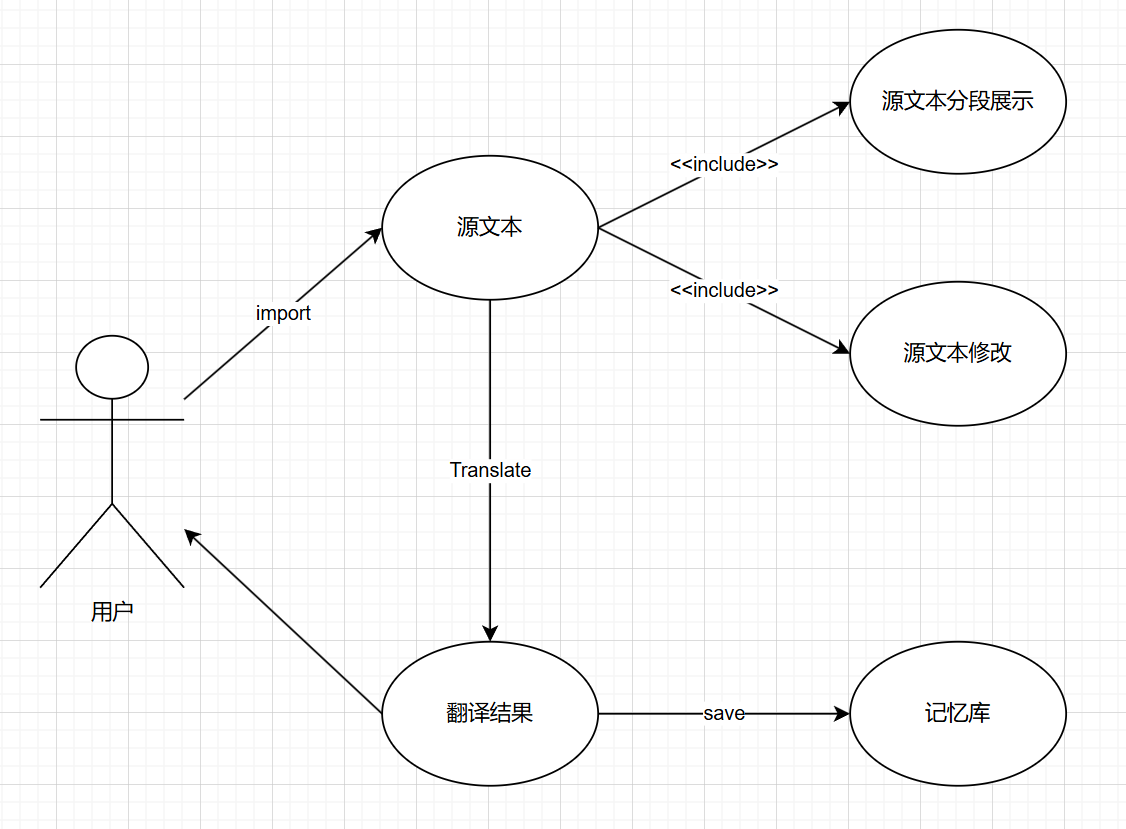 源文本分段展示
<<include>>
源文本
<<include>>
import
源文本修改
Translate
用户
翻译结果
save
记忆库